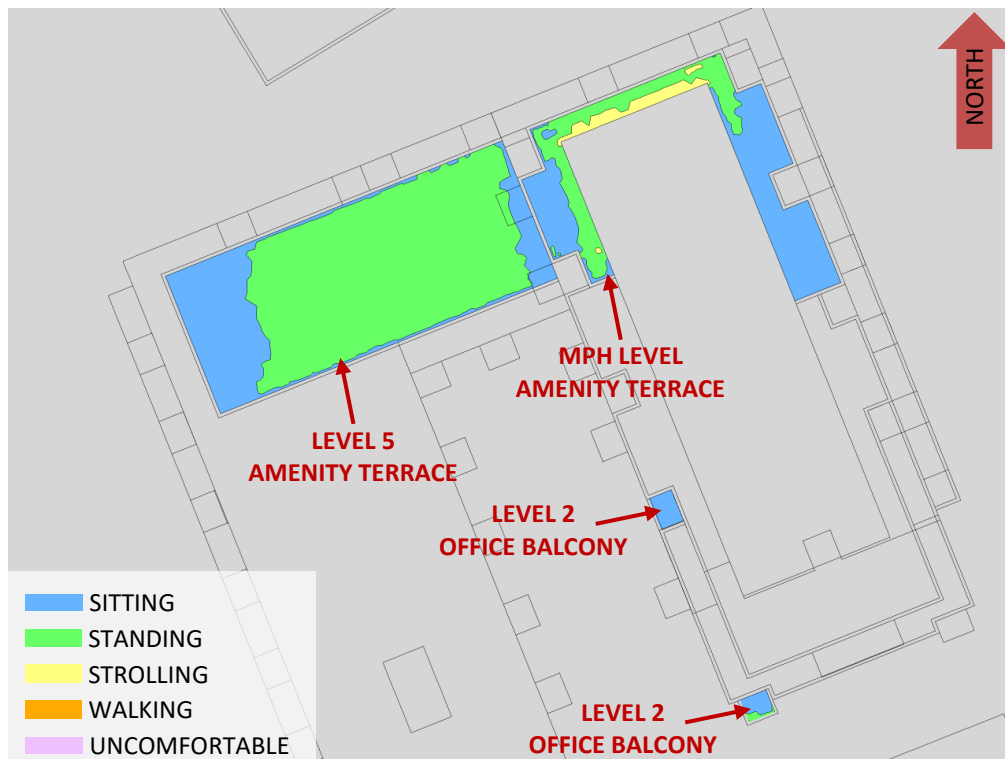 NORTH
MPH LEVEL
AMENITY TERRACE
LEVEL 5
AMENITY TERRACE
LEVEL 2
OFFICE BALCONY
LEVEL 2
OFFICE BALCONY
SITTING
STANDING
STROLLING
WALKING
UNCOMFORTABLE